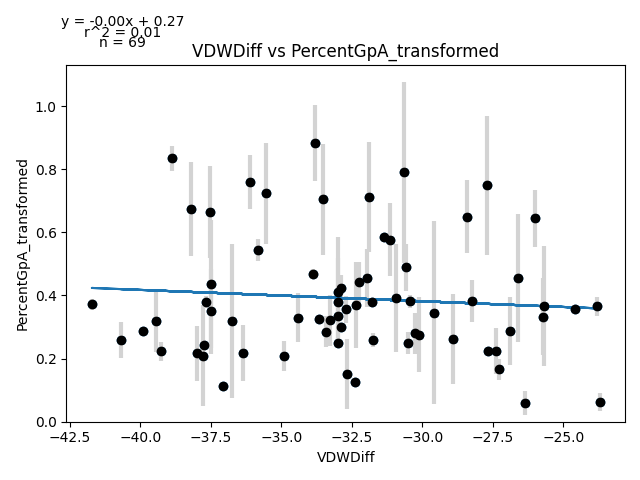 y = -0.00x + 0.27
r^2 = 0.01
n = 69
VDWDiff vs PercentGpA_transformed
PercentGpA_transformed
1.0
0.8
0.6
0.4
0.2
0.0
−42.5 −40.0 −37.5 −35.0 −32.5 −30.0 −27.5 −25.0
VDWDiff